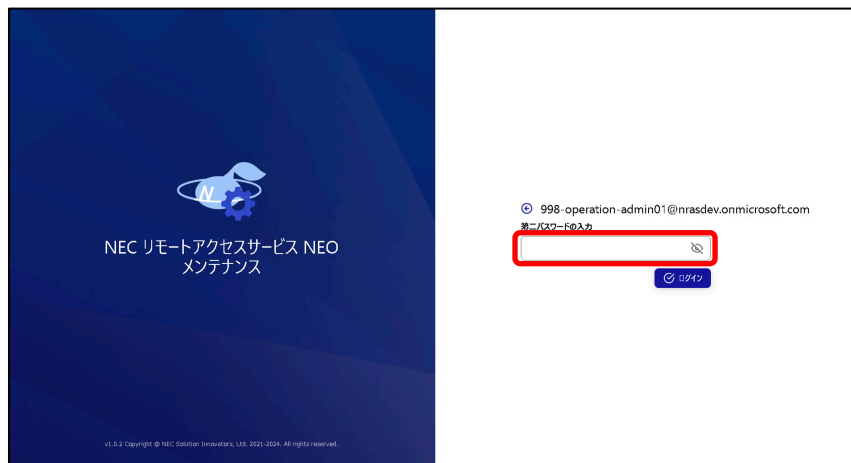 N
NEC リモートアクセスサービス NEO
メンテナンス
v1.0.2 Copyright © NEC Solution Innovators, Ltd. 2021-2024. All rights reserved.
998-operation-admin01@nrasdev.onmicrosoft.com
第二パスワードの入力
ログイン